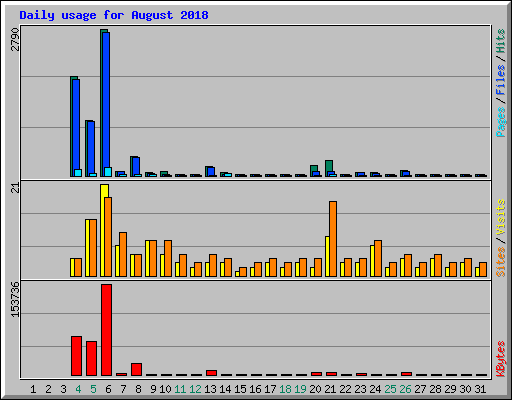 Daily usage for August 2018
2790
Pages / Files / Hits
21
Sites / Visits
153736
KBytes
1 2 3 4 5 6 7 8 9 10 11 12 13 14 15 16 17 18 19 20 21 22 23 24 25 26 27 28 29 30 31